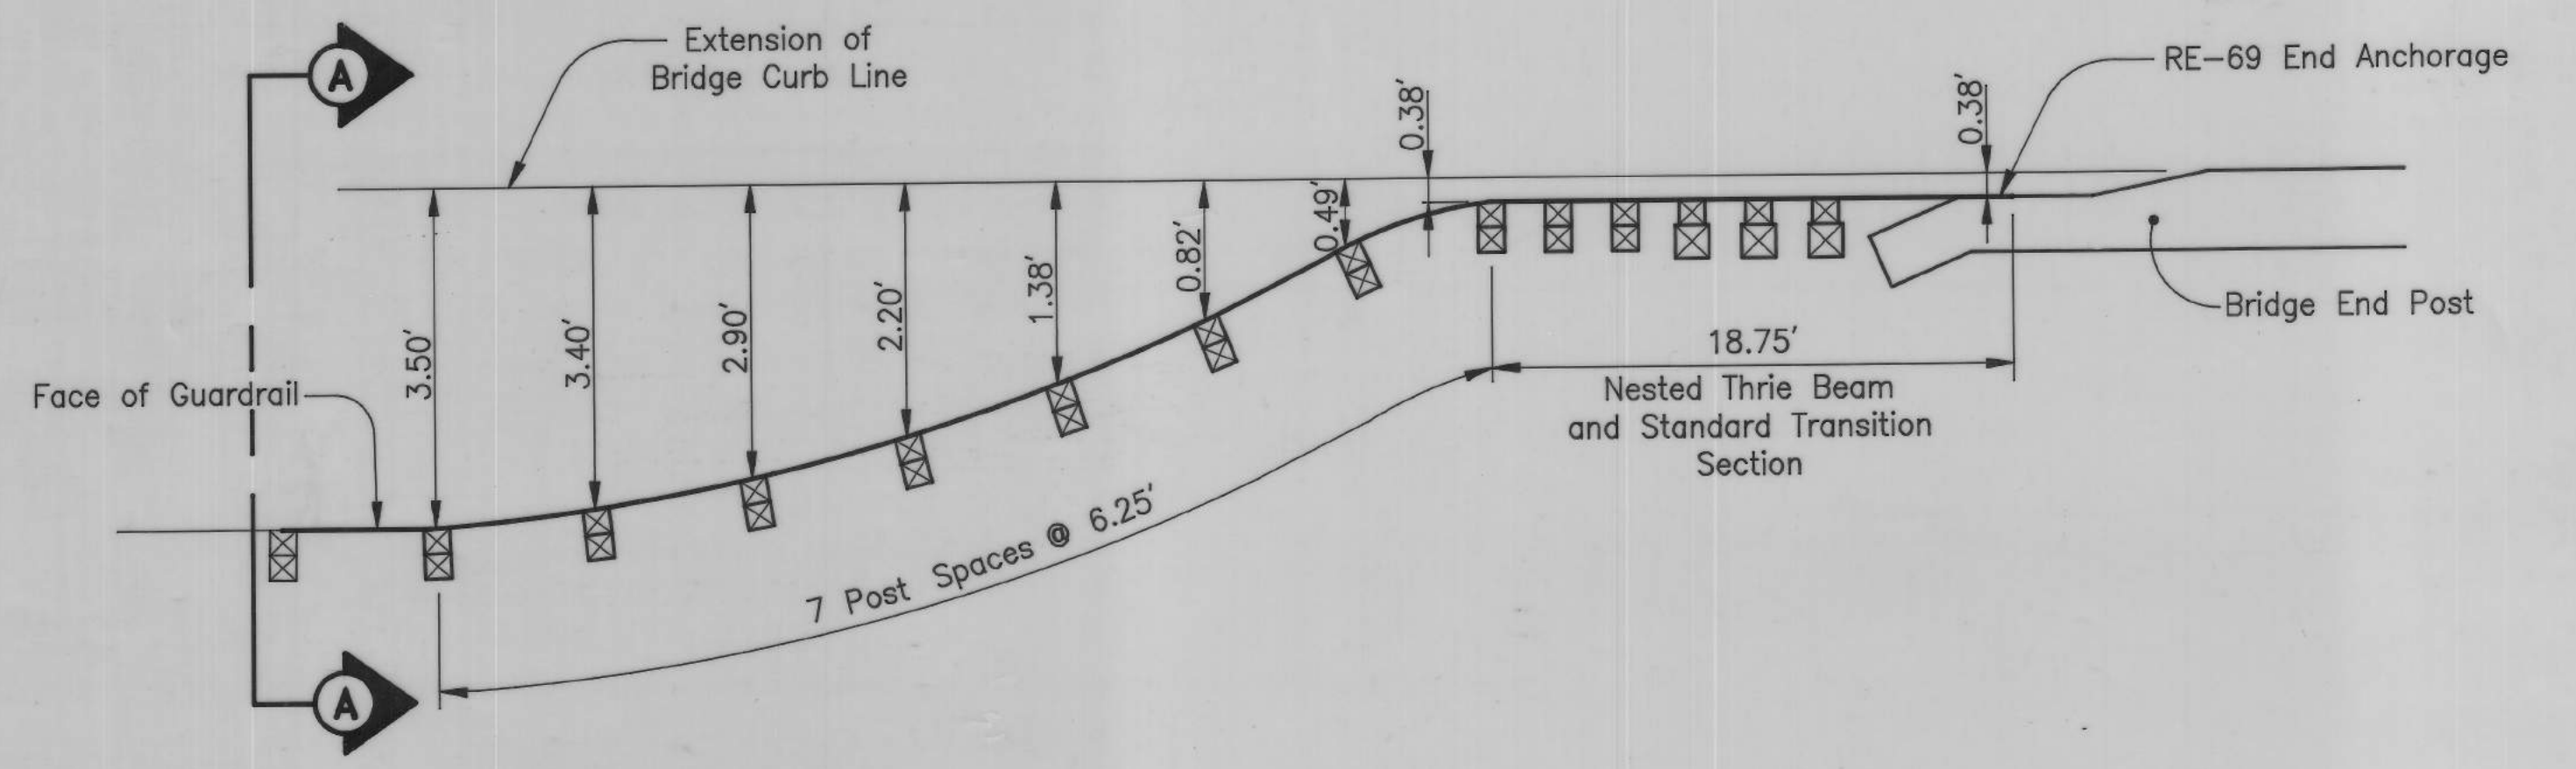 A
Extension of
Bridge Curb Line
0.38'
0.38'
RE-69 End Anchorage
3.50'
3.40'
2.90'
2.20'
1.38'
0.82'
0.49'
Face of Guardrail
Bridge End Post
18.75'
Nested Thrie Beam
and Standard Transition
Section
7 Post Spaces @ 6.25'
A